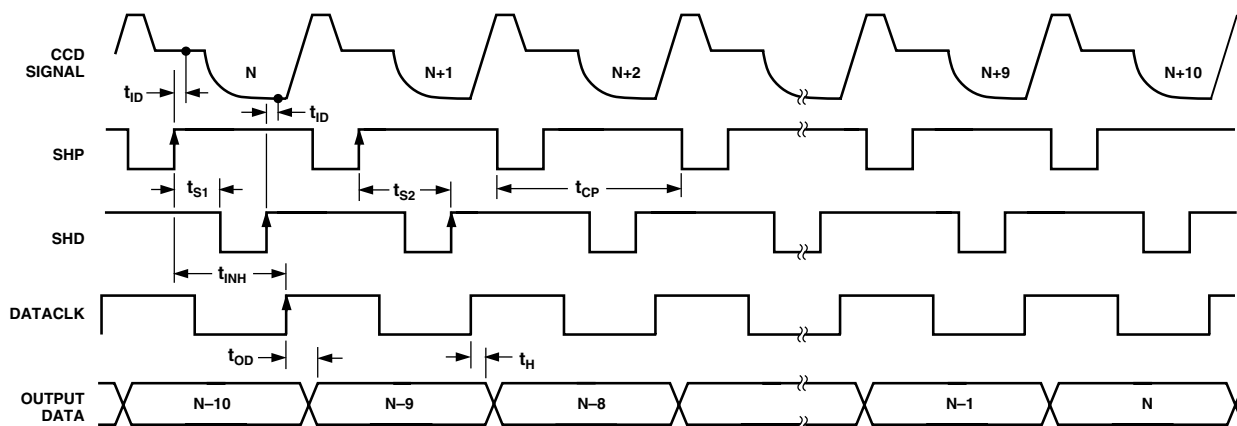 CCD
SIGNAL
N
N+1
N+2
N+9
N+10
tID
tID
SHP
tS1
tS2
tCP
SHD
tINH
DATACLK
tOD
tH
OUTPUT
DATA
N–10
N–9
N–8
N–1
N